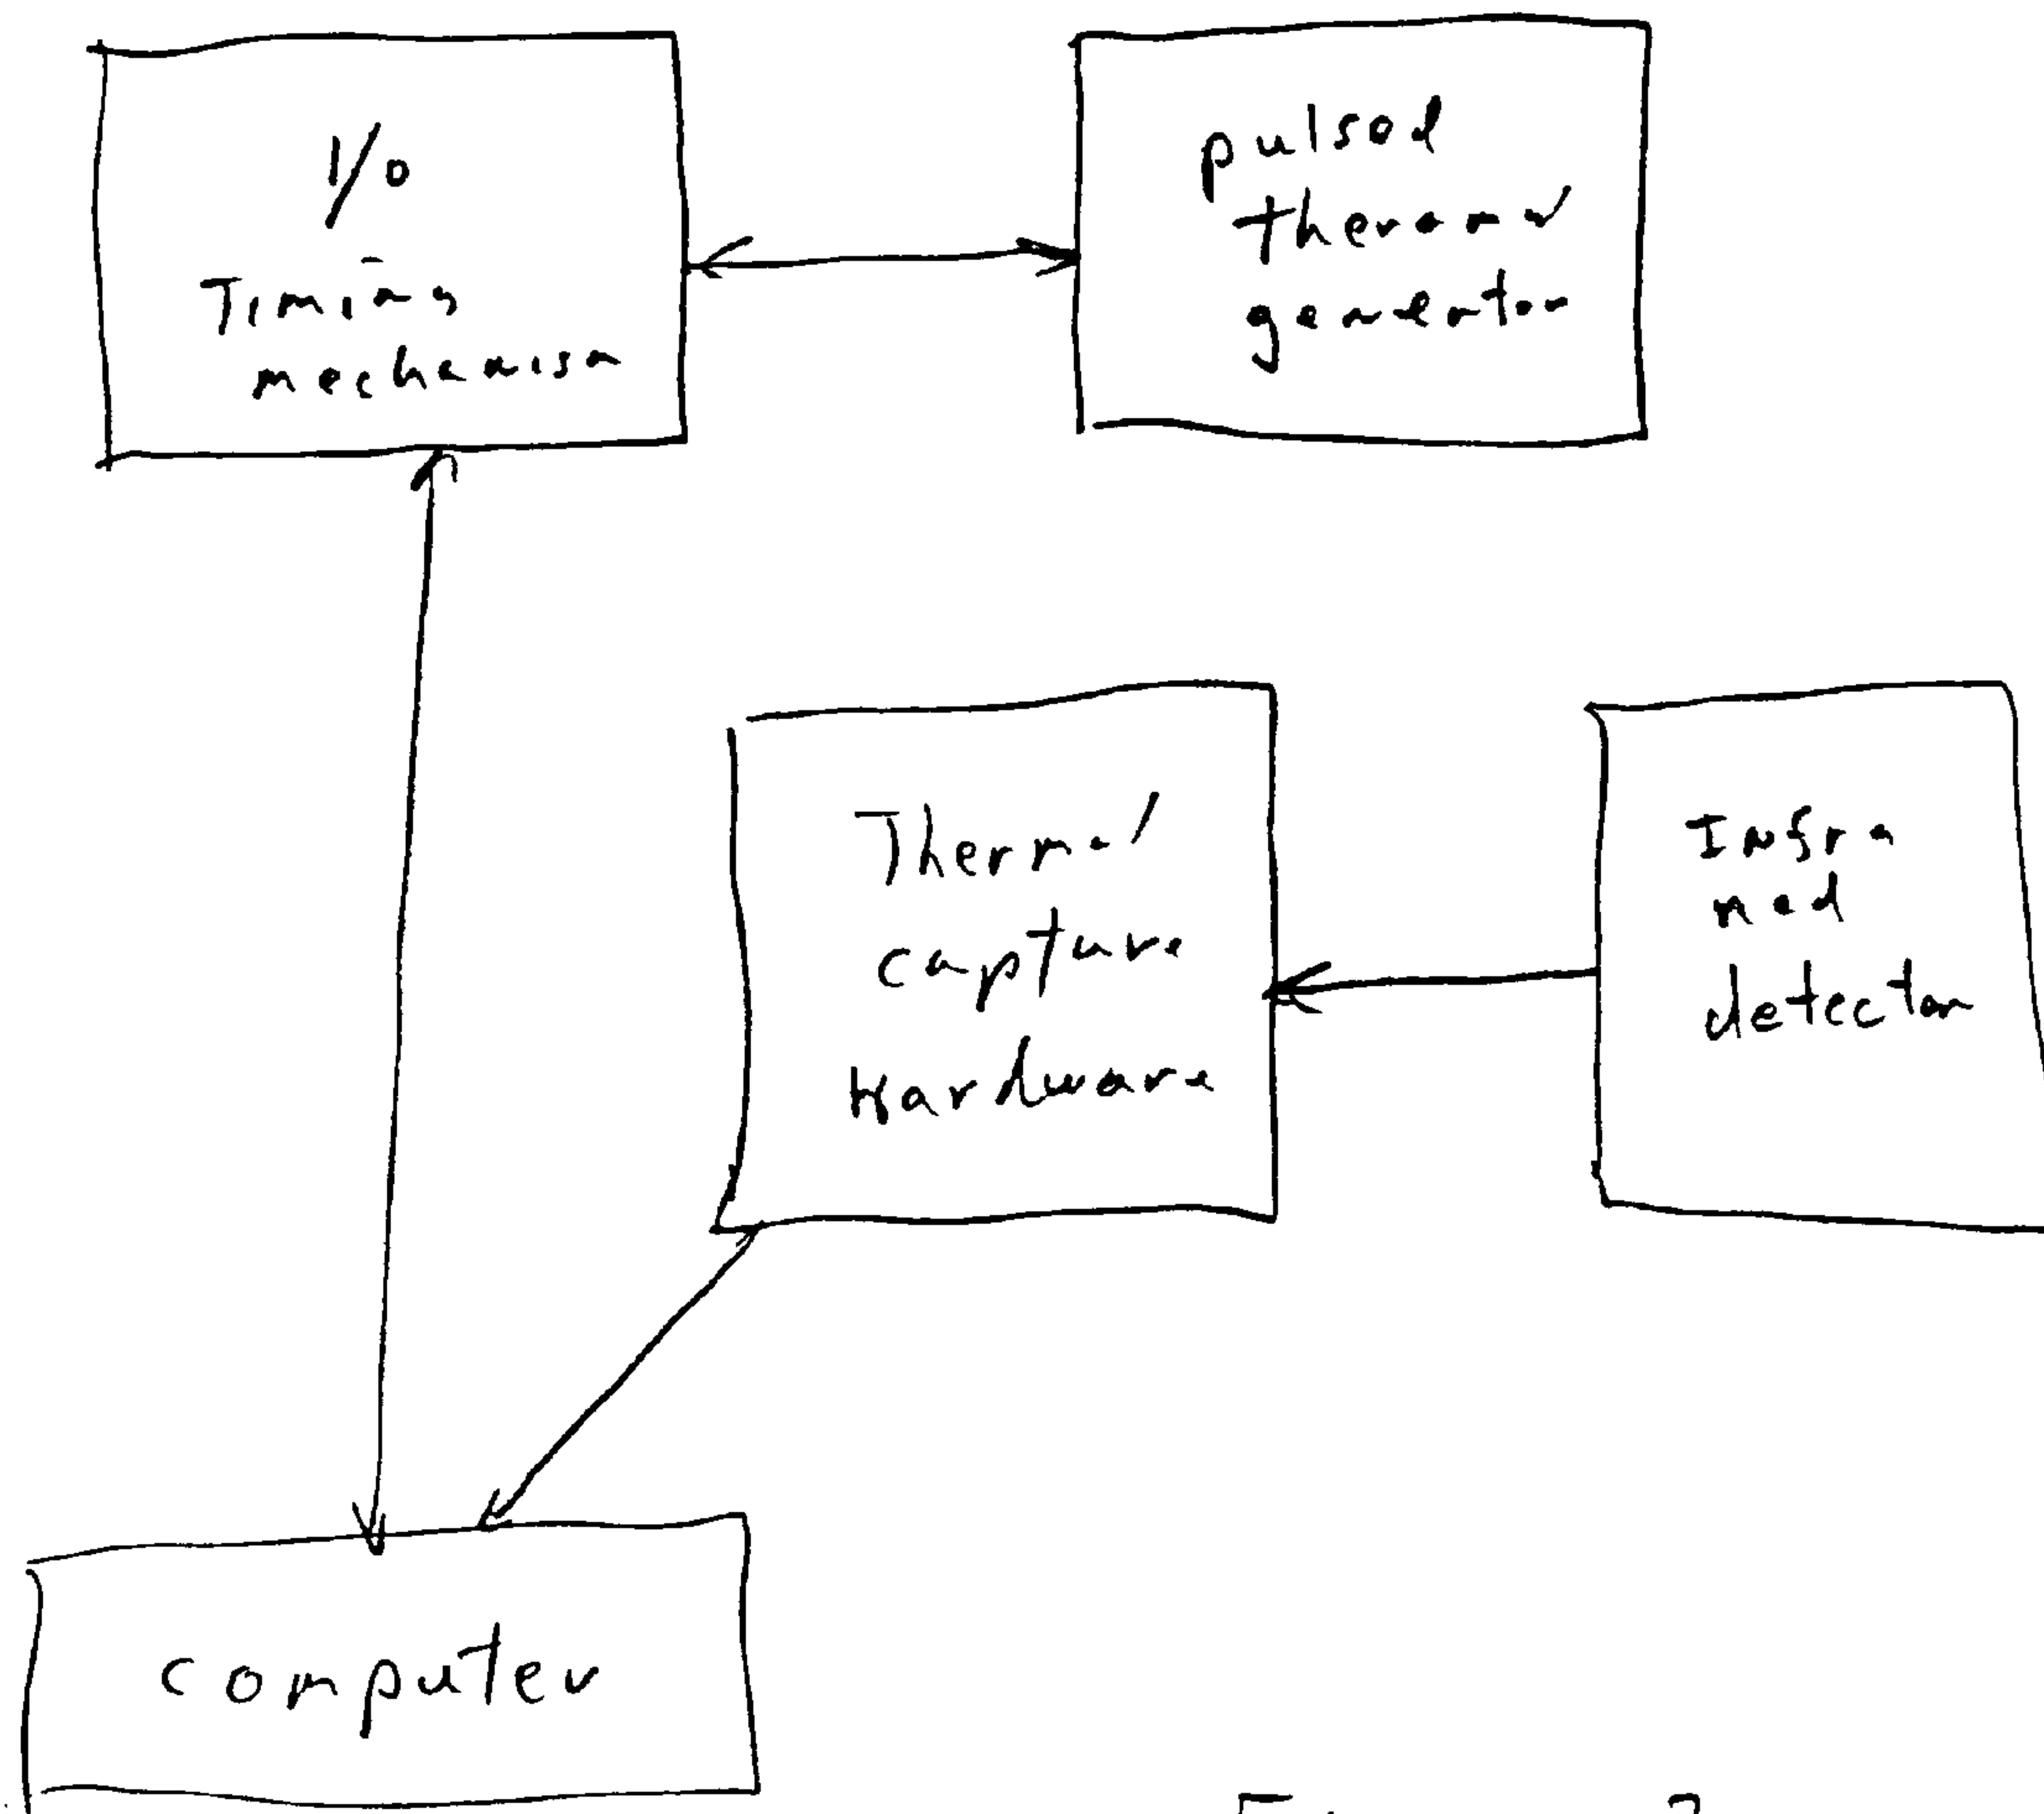 I/O
Timing
mechanism
pulsed
thermal
generator
Thermal
capture
Hardware
Infra
red
detector
computer